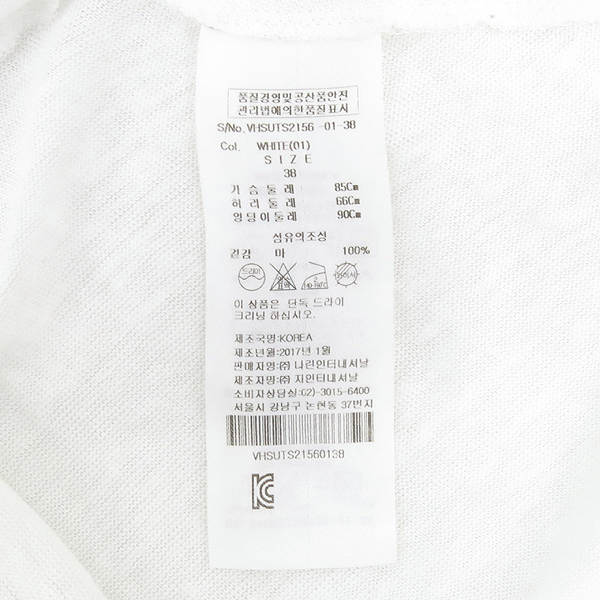 품질경영및공산품안전
관리법에의한품질표시
S/No. VHSUTS2156 -01-38
Col. WHITE(01)
SIZE
38
가슴둘레 85Cm
허리둘레 66Cm
엉덩이둘레 90Cm
섬유의조성
겉감 마 100%
드라이
이 상품은 단독 드라이
크리닝 하십시오.
제조국명:KOREA
제조년월:2017년 1월
판매자명:㈜ 나린인터내셔날
제조자명:㈜ 지인터내셔날
소비자상담실:02)3015-6400
서울시 강남구 논현동 37번지
VHSUTS21560138